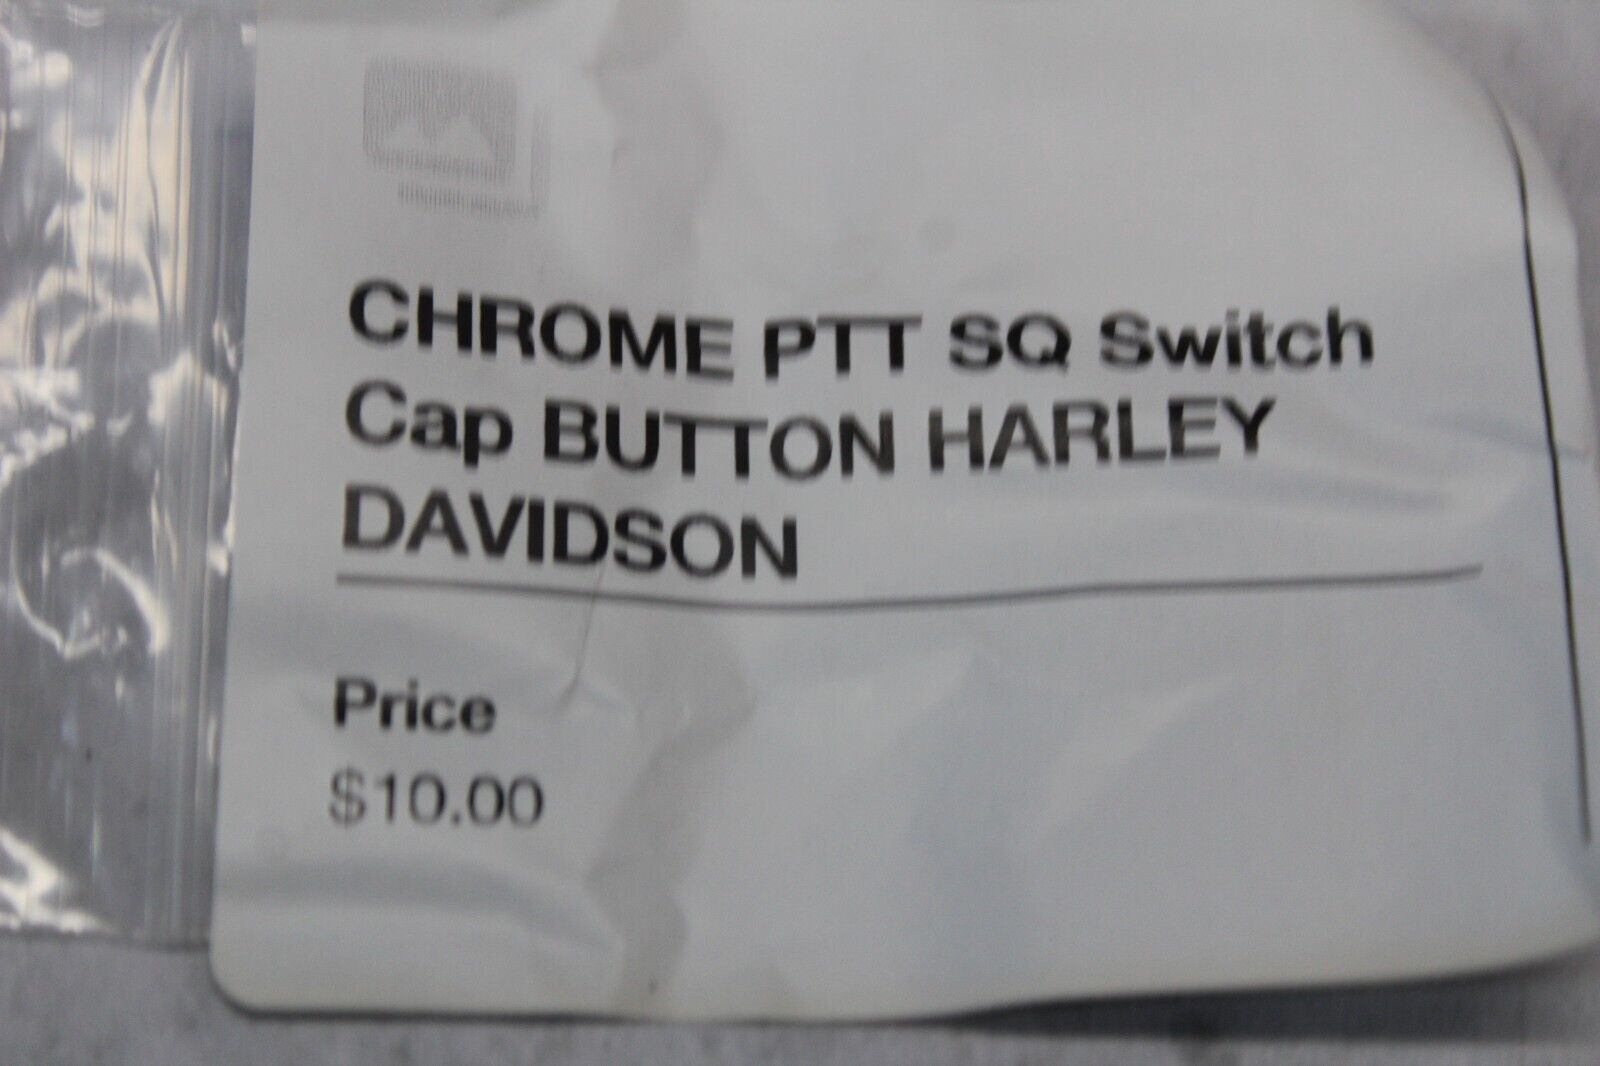 CHROME PTT SQ Switch
Cap BUTTON HARLEY
DAVIDSON
Price
$10.00